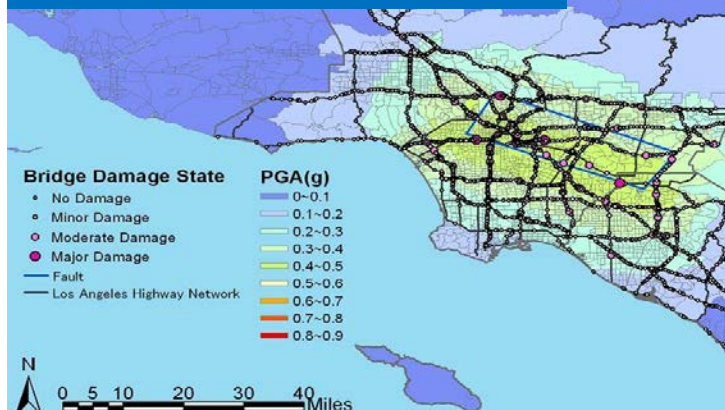 Bridge Damage State
No Damage
Minor Damage
Moderate Damage
Major Damage
Fault
Los Angeles Highway Network
PGA(g)
0~0.1
0.1~0.2
0.2~0.3
0.3~0.4
0.4~0.5
0.5~0.6
0.6~0.7
0.7~0.8
0.8~0.9
N
0 5 10 20 30 40
Miles